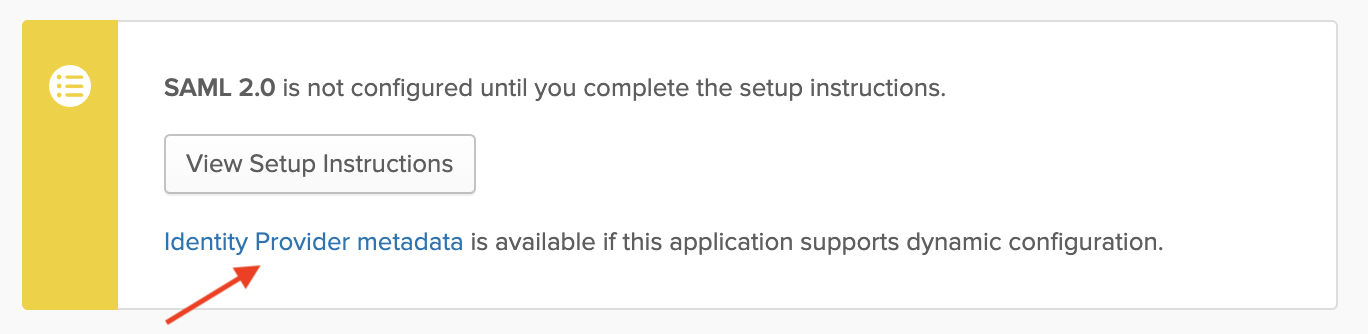 SAML 2.0 is not configured until you complete the setup instructions.
View Setup Instructions
Identity Provider metadata is available if this application supports dynamic configuration.